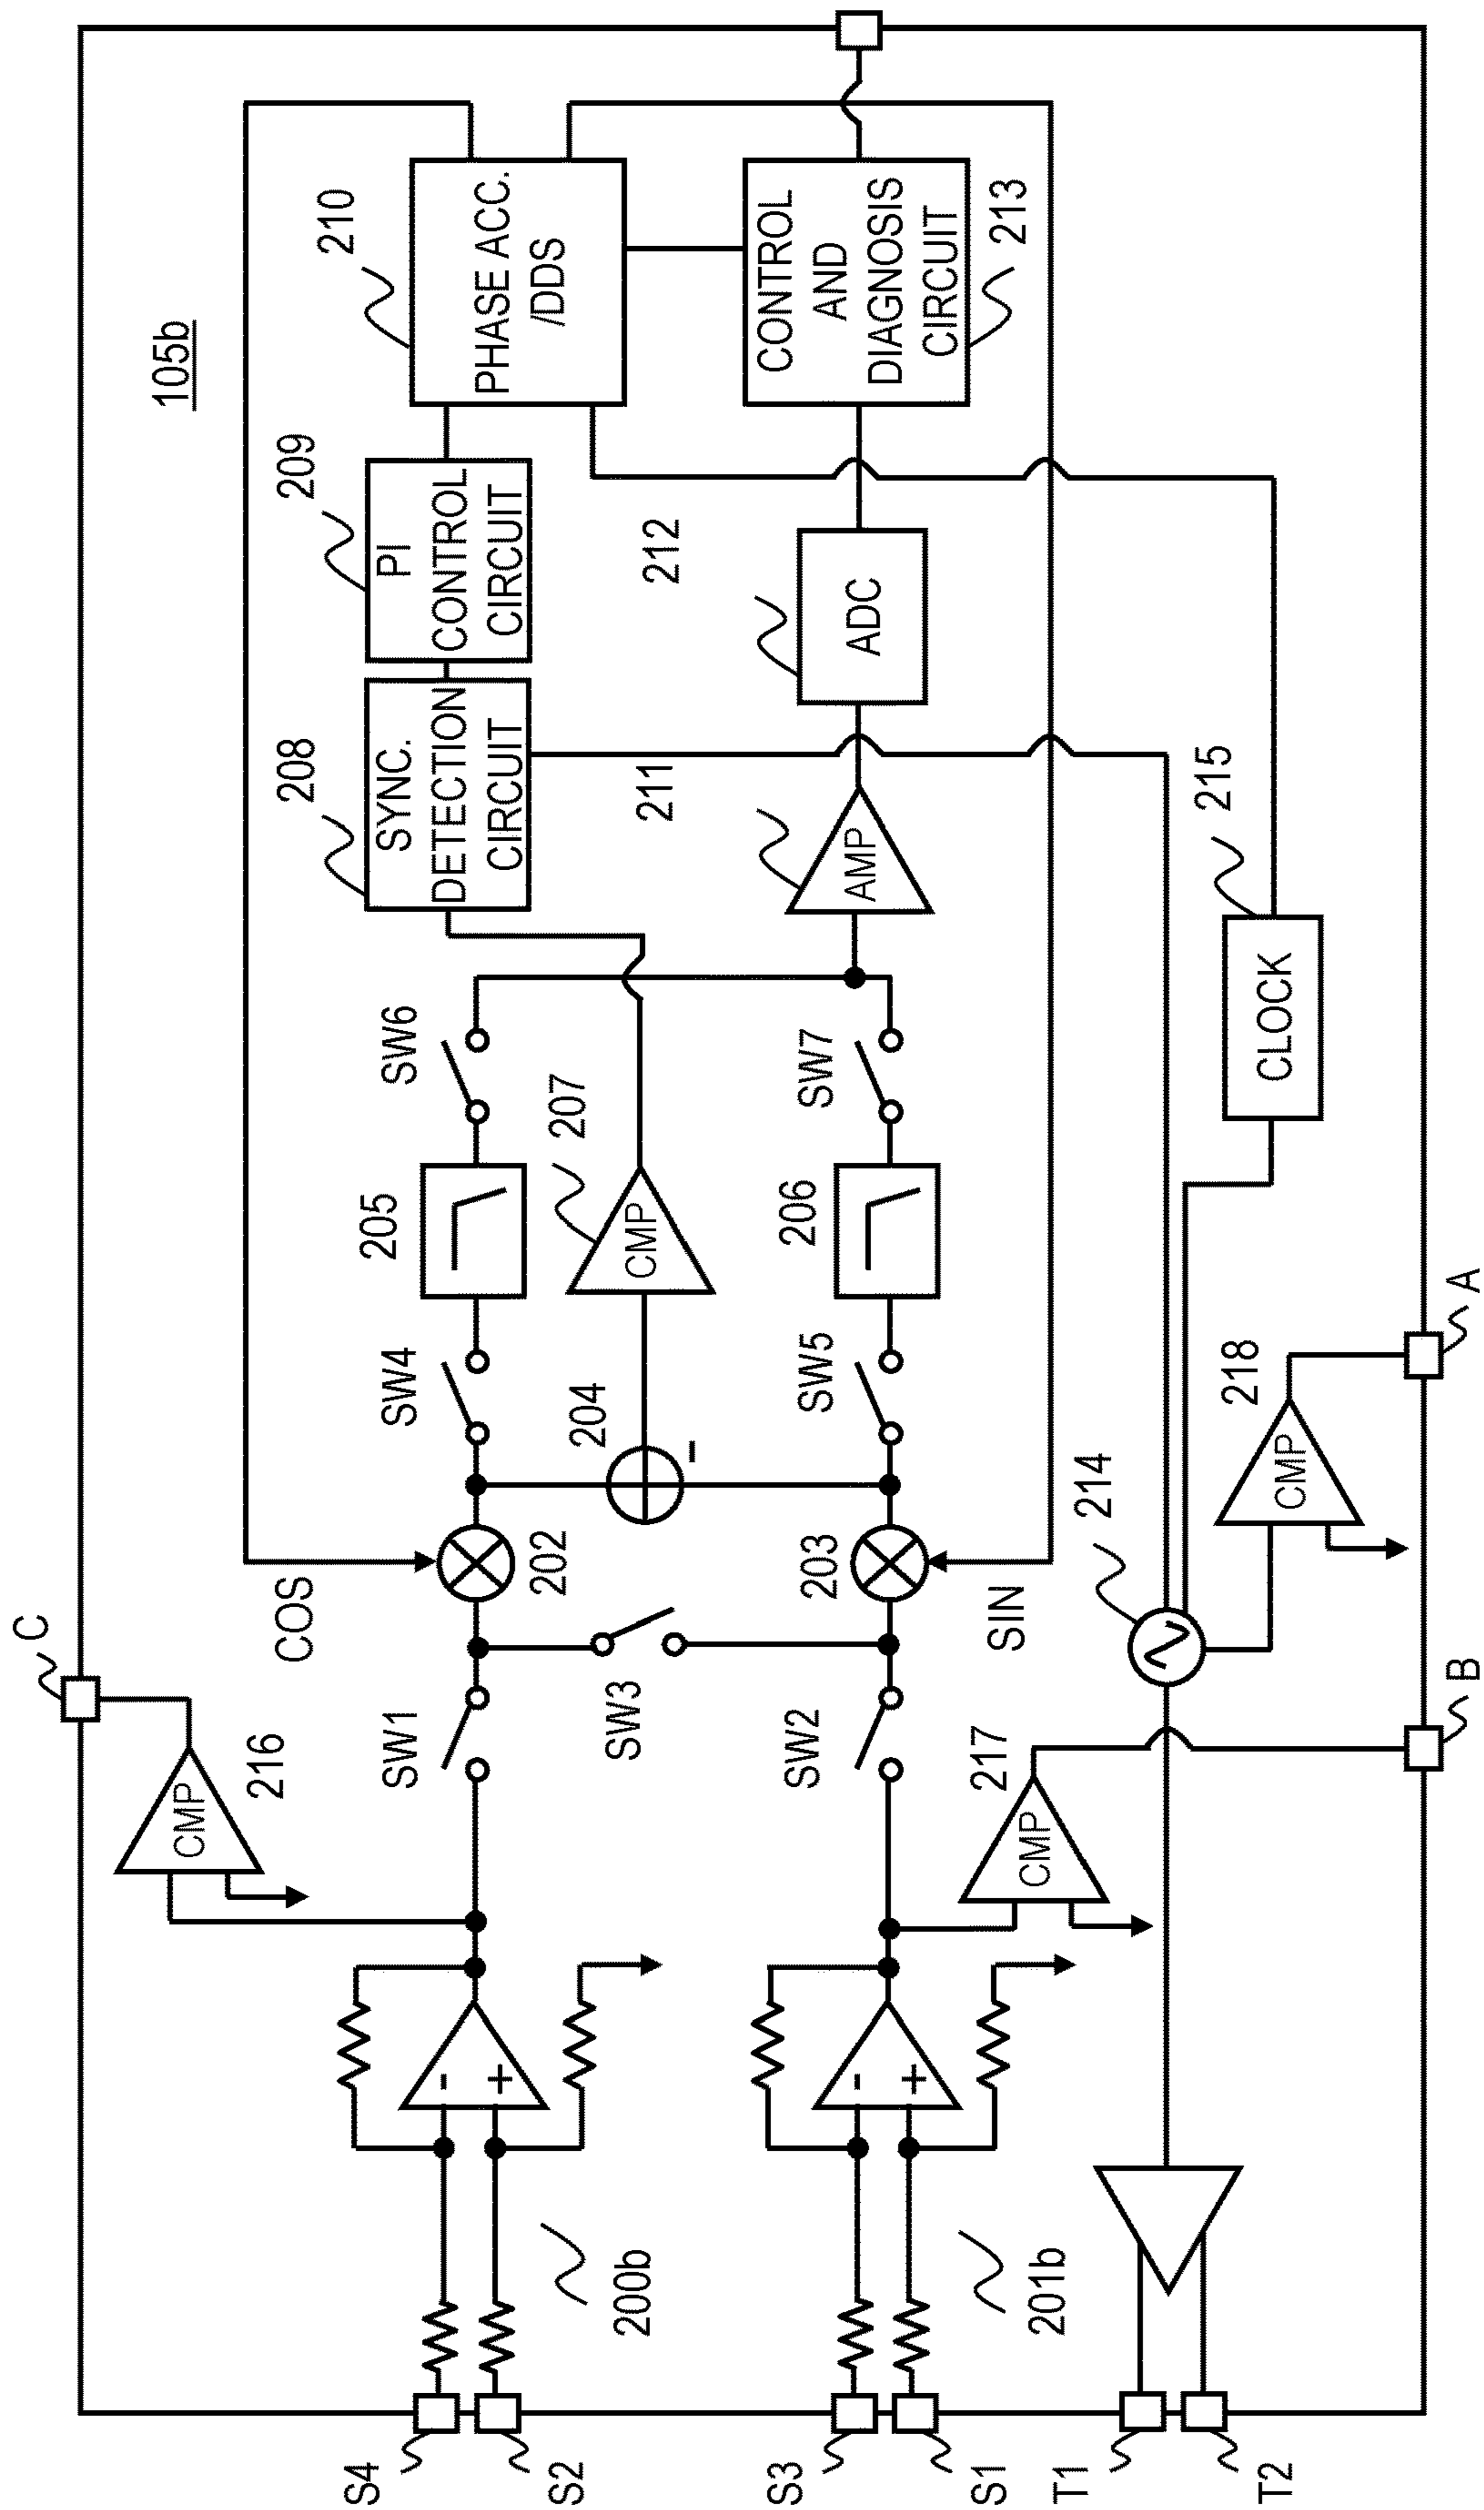 105b
210
PHASE ACC.
/DDS
CONTROL
AND
DIAGNOSIS
CIRCUIT
213
209
PI
CONTROL
CIRCUIT
212
ADC
208
SYNC.
DETECTION
CIRCUIT
211
AMP
215
CLOCK
SW6
207
CMP
SW7
205
206
SW4
204
-
SW5
218
CMP
A
COS
202
203
SIN
214
C
216
CMP
SW1
SW3
SW2
217
CMP
B
-
+
-
+
200b
201b
S4
S2
S3
S1
T1
T2